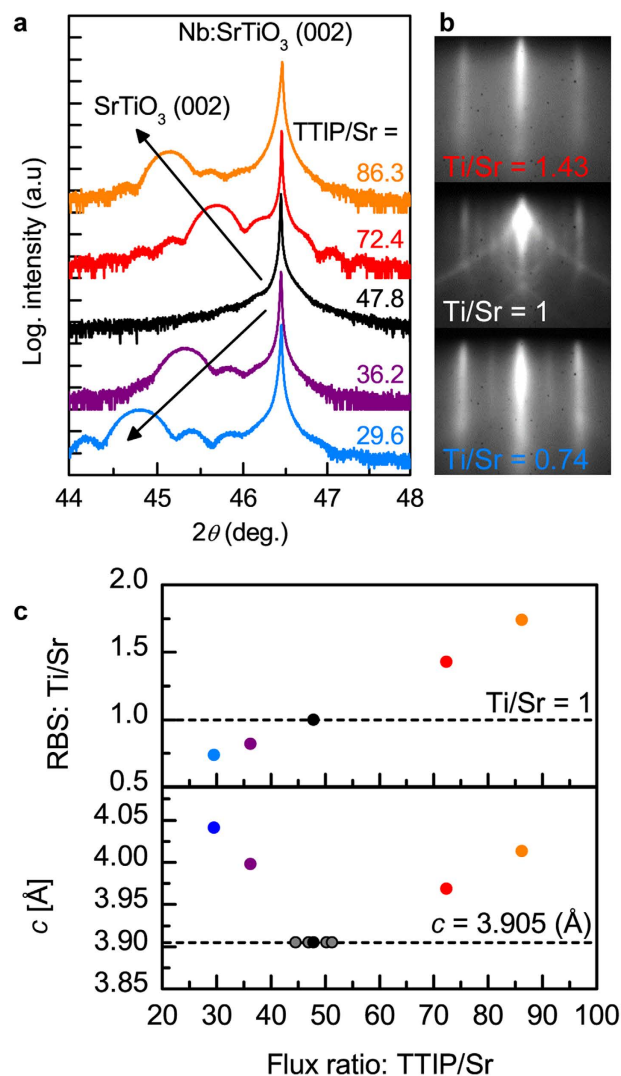 a
Nb:SrTiO₃ (002)
SrTiO₃ (002)
TTIP/Sr =
86.3
72.4
47.8
36.2
29.6
Log. intensity (a.u)
44 45 46 47 48
2θ (deg.)
b
Ti/Sr = 1.43
Ti/Sr = 1
Ti/Sr = 0.74
c
2.0
1.5
1.0
0.5
RBS: Ti/Sr
Ti/Sr = 1
4.05
4.00
3.95
3.90
3.85
c [Å]
c = 3.905 (Å)
20 30 40 50 60 70 80 90 100
Flux ratio: TTIP/Sr